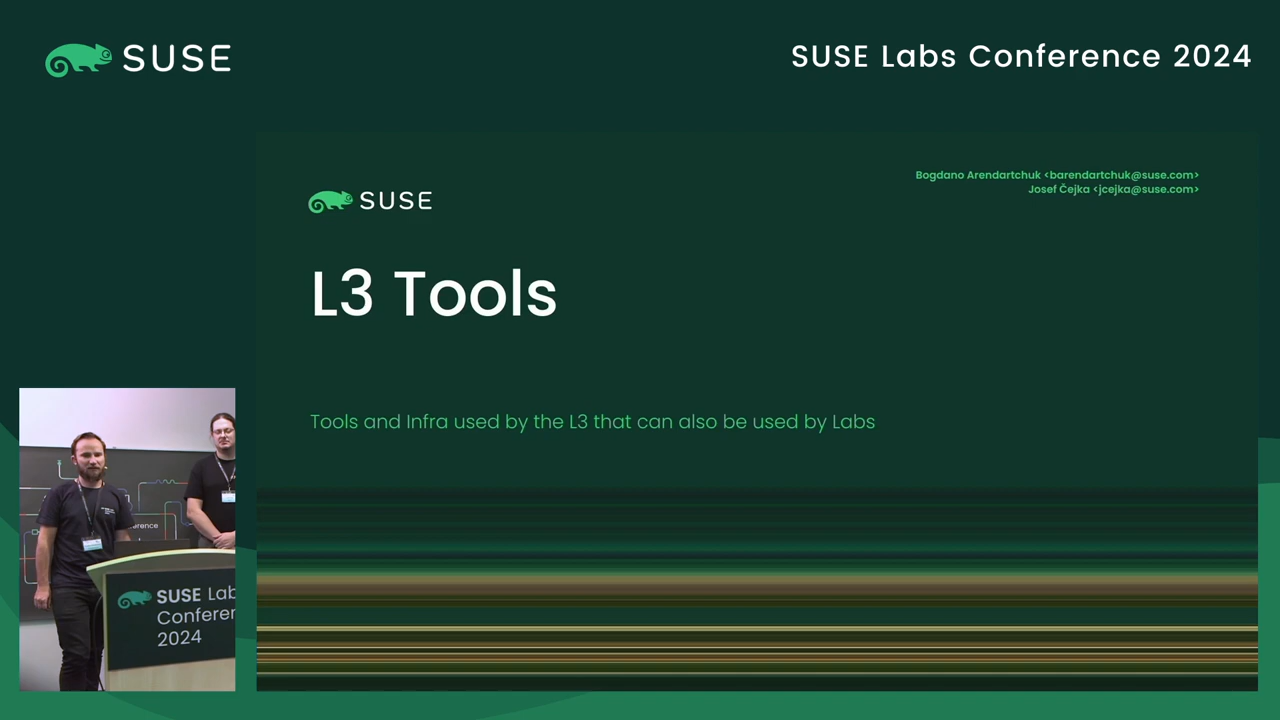 SUSE
SUSE Labs Conference 2024
Bogdano Arendartchuk <barendartchuk@suse.com>
Josef Čejka <jcejka@suse.com>
SUSE
L3 Tools
Tools and Infra used by the L3 that can also be used by Labs
erence
SUSE Lab
Conferen
2024